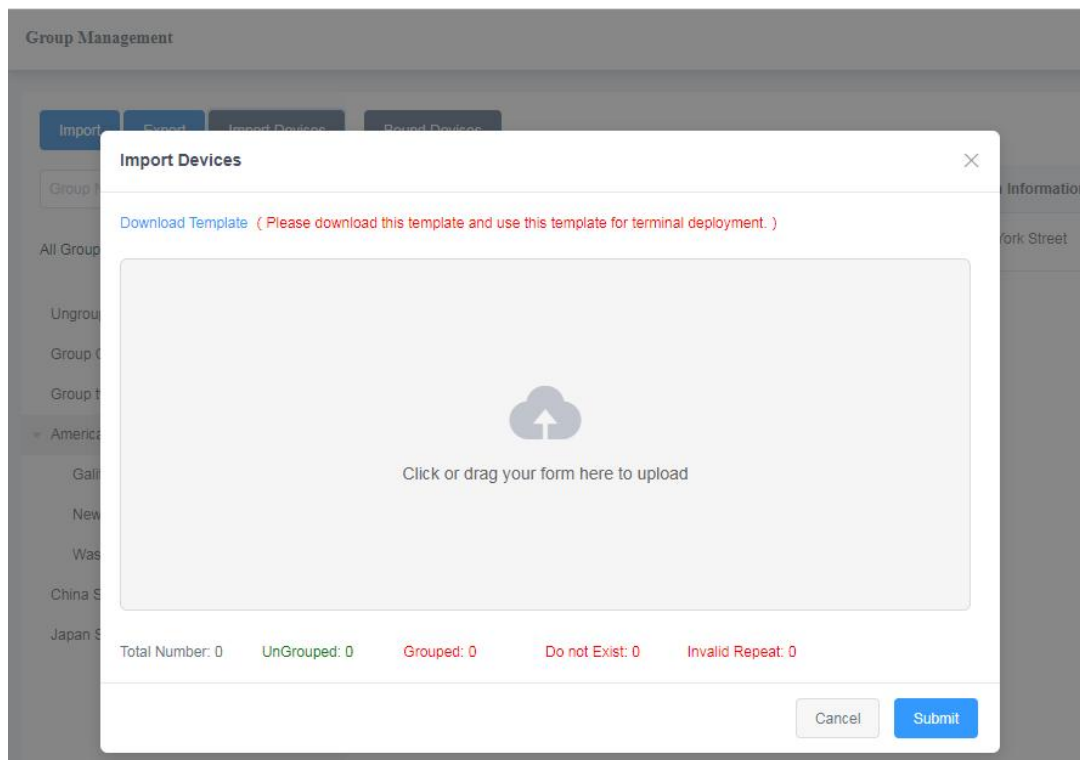 Group Management
Import Export Import Devices Bound Devices
Import Devices
Group
Information
Download Template ( Please download this template and use this template for terminal deployment. )
All Group
York Street
Ungroup
Group
Group t
America
Click or drag your form here to upload
Galif
New
Was
China S
Japan S
Total Number: 0 UnGrouped: 0 Grouped: 0 Do not Exist: 0 Invalid Repeat: 0
Cancel Submit